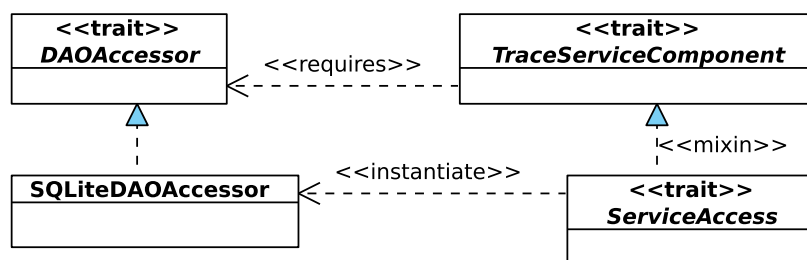 <<trait>>
DAOAccessor
<<requires>>
<<trait>>
TraceServiceComponent
<<mixin>>
SQLiteDAOAccessor
<<instantiate>>
<<trait>>
ServiceAccess